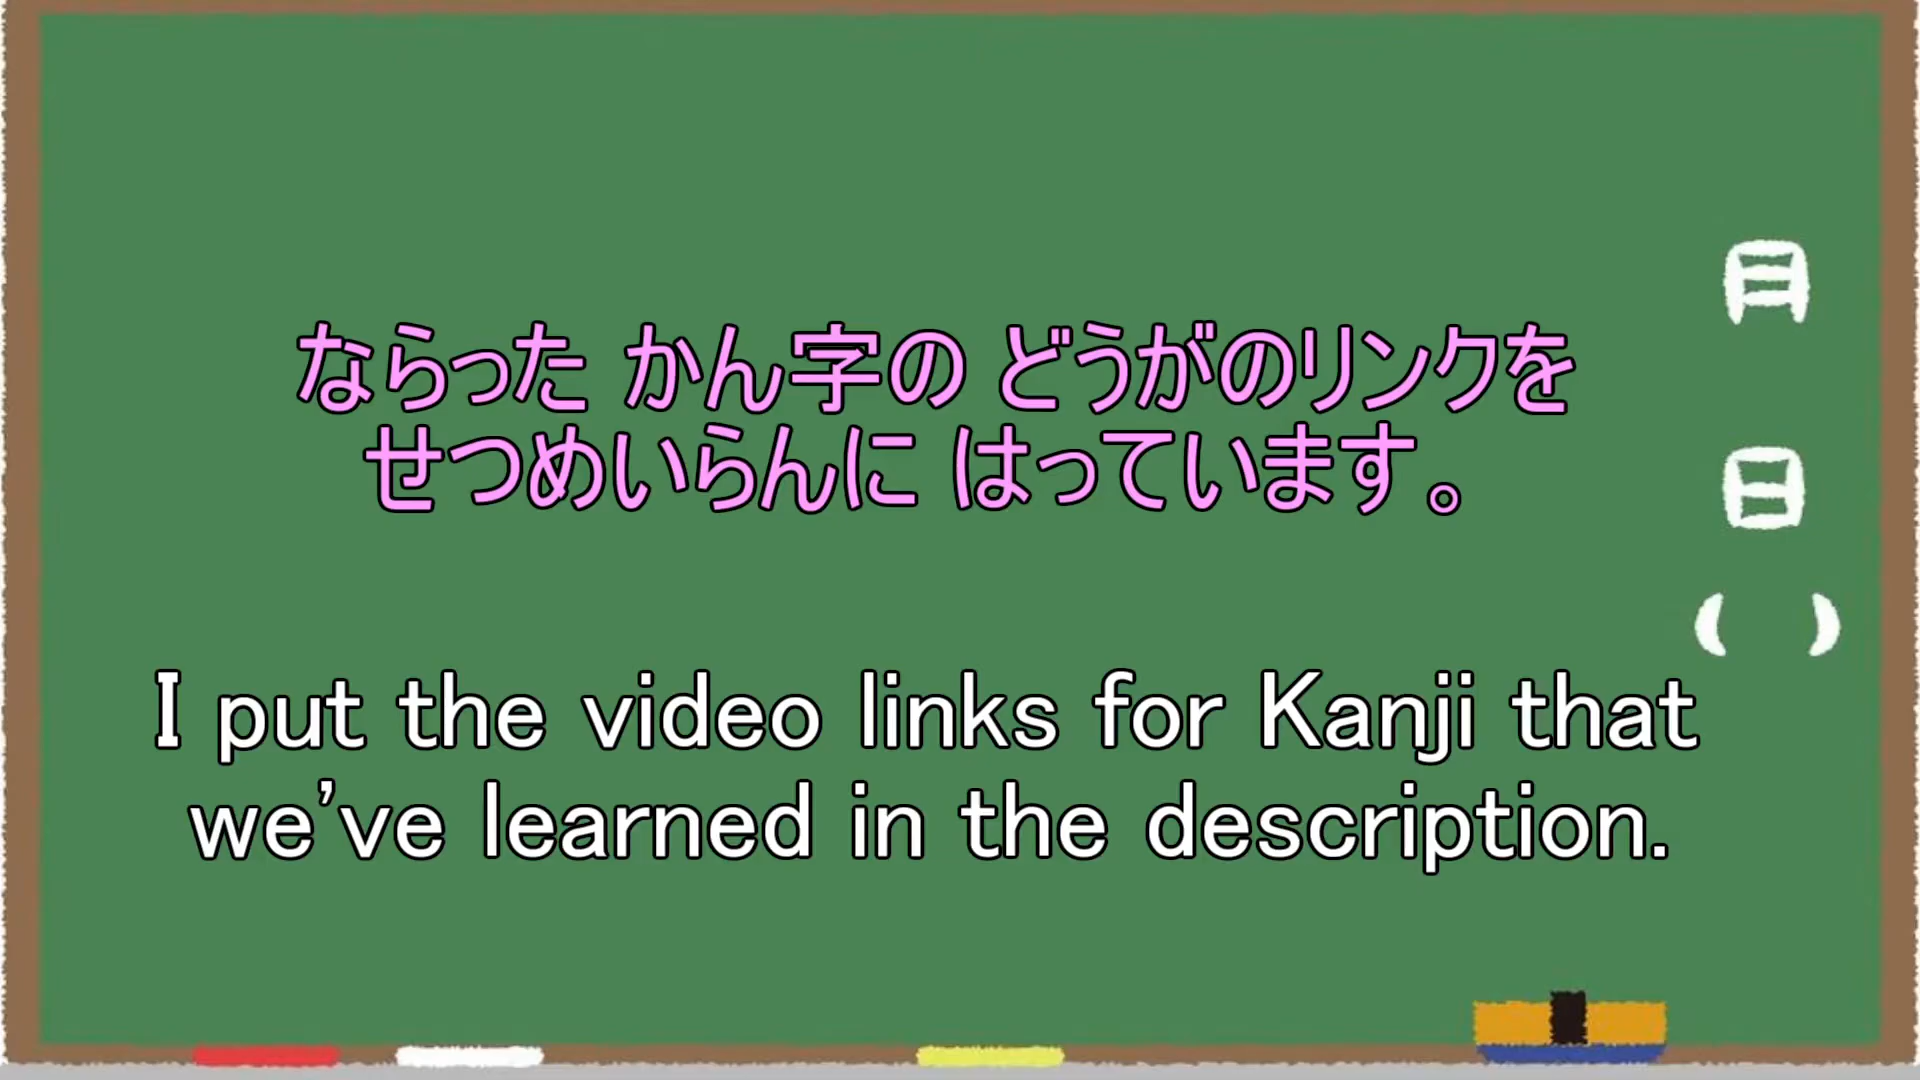 ならった かん字の どうがのリンクを
せつめいらんに はっています。
I put the video links for Kanji that
we've learned in the description.
月
日
( )